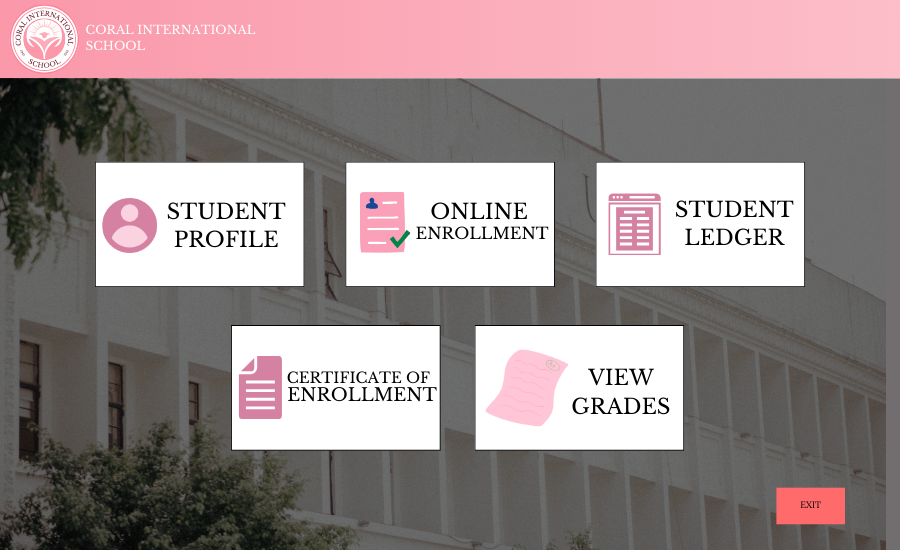 CORAL INTERNATIONAL
SCHOOL
CORAL INTERNATIONAL
SCHOOL
STUDENT
PROFILE
ONLINE
ENROLLMENT
STUDENT
LEDGER
CERTIFICATE OF
ENROLLMENT
VIEW
GRADES
EXIT